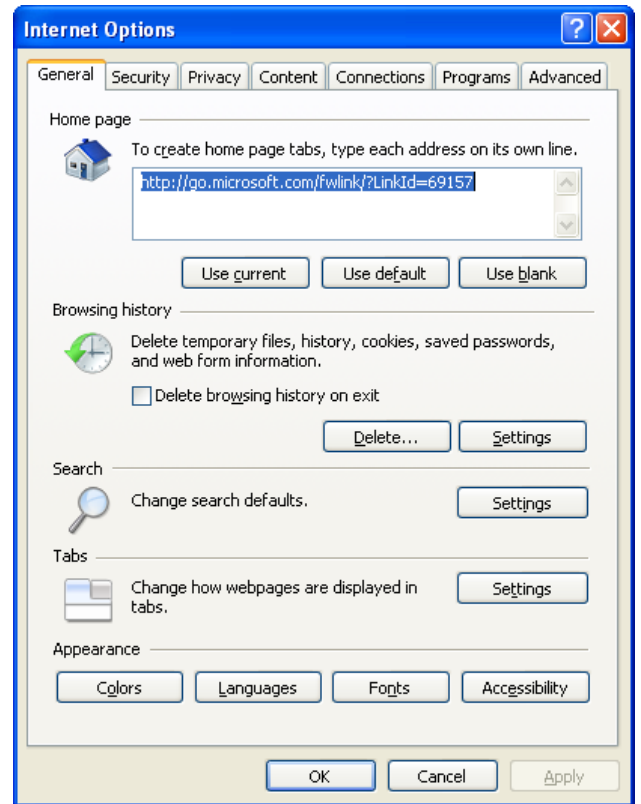 Internet Options
General Security Privacy Content Connections Programs Advanced
Home page
To create home page tabs, type each address on its own line.
http://go.microsoft.com/fwlink/?LinkId=69157
Use current Use default Use blank
Browsing history
Delete temporary files, history, cookies, saved passwords,
and web form information.
Delete browsing history on exit
Delete... Settings
Search
Change search defaults. Settings
Tabs
Change how webpages are displayed in
tabs.
Settings
Appearance
Colors Languages Fonts Accessibility
OK Cancel Apply